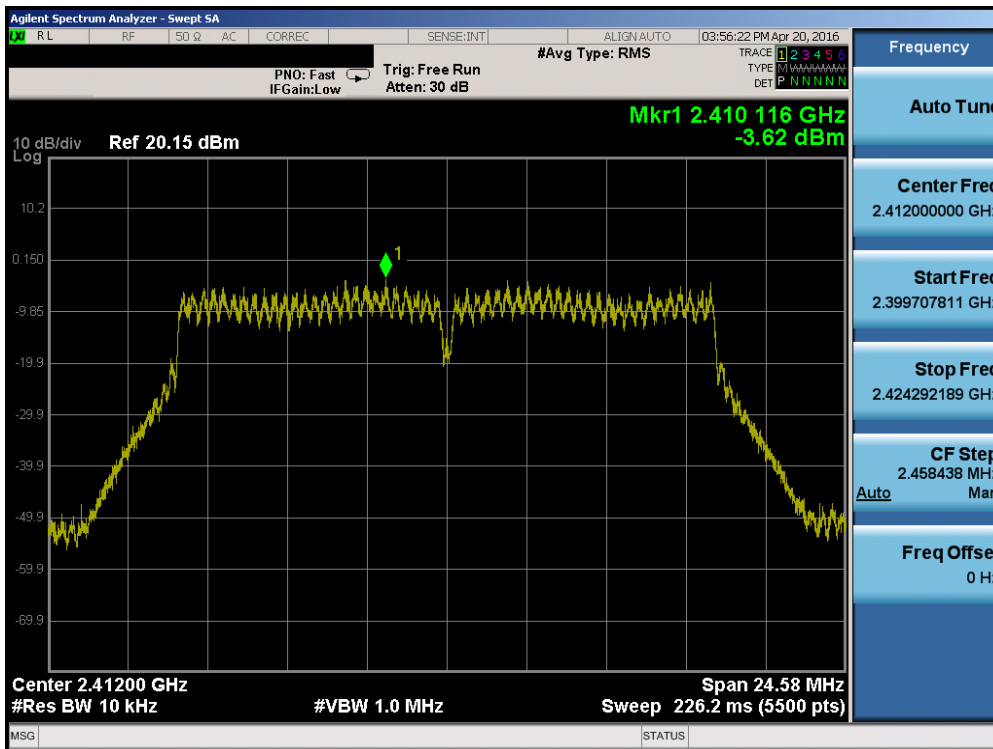 Agilent Spectrum Analyzer - Swept SA
LXI RL RF 50 Ω AC CORREC SENSE:INT ALIGN AUTO 03:56:22 PM Apr 20, 2016
#Avg Type: RMS TRACE 1 2 3 4 5 6
PNO: Fast Trig: Free Run TYPE M WWWWW
IFGain:Low Atten: 30 dB DET P N N N N N
Mkr1 2.410 116 GHz
10 dB/div Ref 20.15 dBm -3.62 dBm
Log
1
10.2
0.150
-9.85
-19.9
-29.9
-39.9
-49.9
-59.9
-69.9
Center 2.41200 GHz Span 24.58 MHz
#Res BW 10 kHz #VBW 1.0 MHz Sweep 226.2 ms (5500 pts)
MSG STATUS
Frequency
Auto Tune
Center Freq
2.412000000 GHz
Start Freq
2.399707811 GHz
Stop Freq
2.424292189 GHz
CF Step
2.458438 MHz
Auto Man
Freq Offse
0 Hz